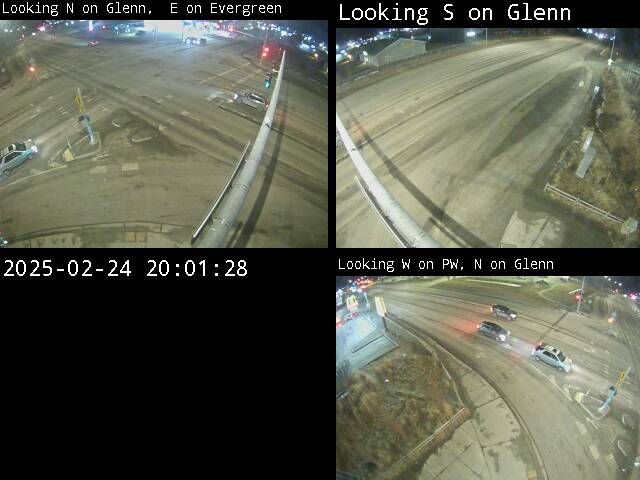 Looking N on Glenn,  E on Evergreen
Looking S on Glenn
2025-02-24 20:01:28
Looking W on PW, N on Glenn